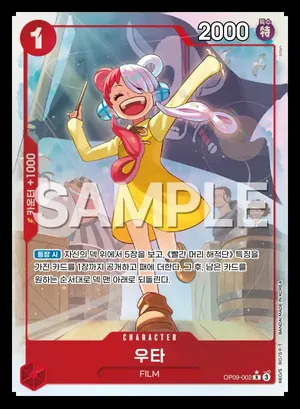 1
2000
특수
特
카운터 +1000
SAMPLE
등장 시 자신의 덱 위에서 5장을 보고, 《빨간 머리 해적단》 특징을
가진 카드를 1장까지 공개하고 패에 더한다. 그 후, 남은 카드를
원하는 순서대로 덱 맨 아래로 되돌린다.
CHARACTER
우타
FILM
OP09-002 R 3